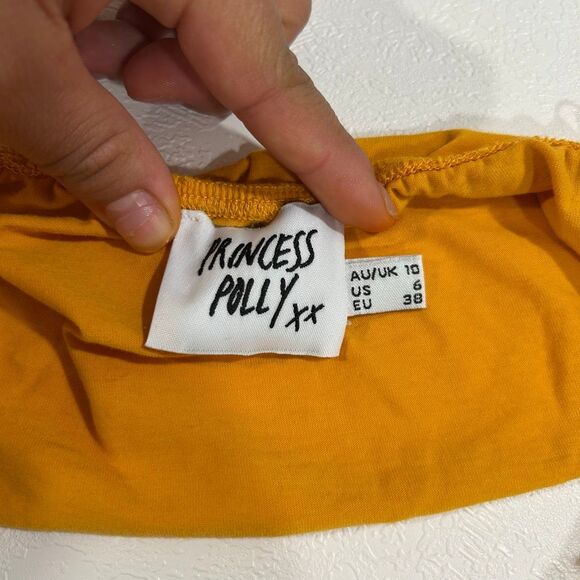 PRINCESS
POLLY xx
AU/UK 10
US 6
EU 38